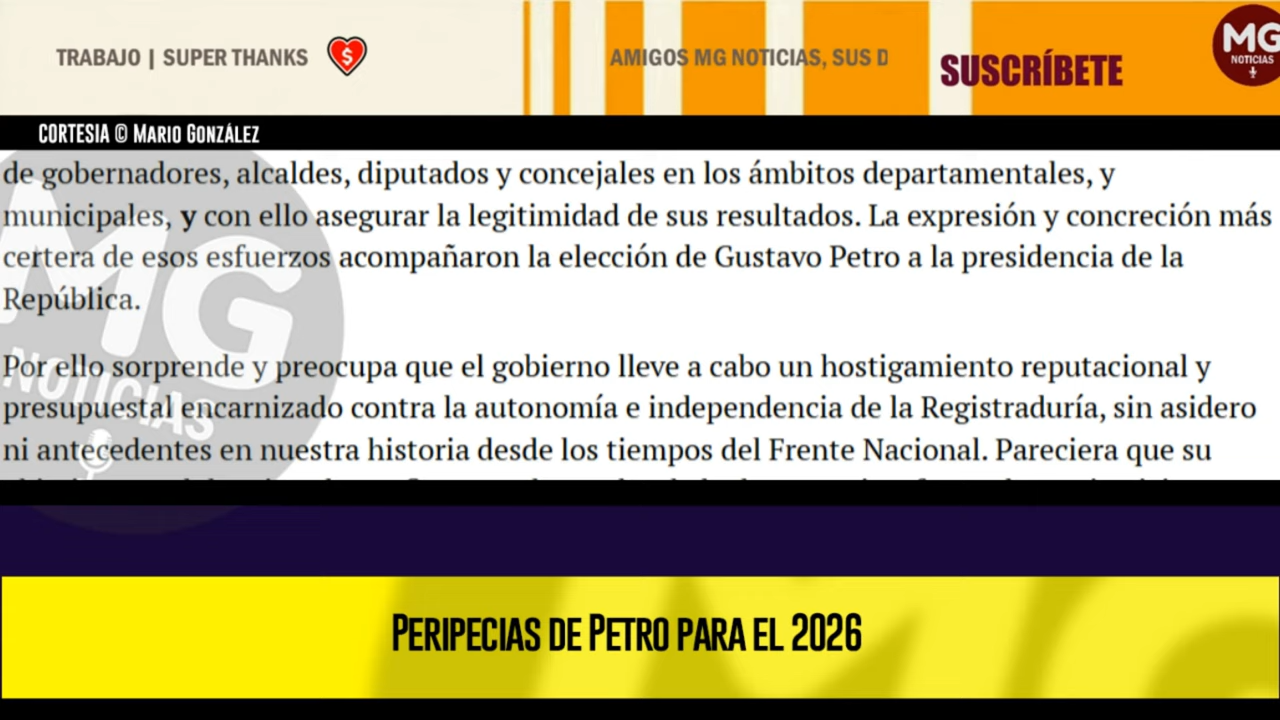 TRABAJO | SUPER THANKS
AMIGOS MG NOTICIAS, SUS D
SUSCRÍBETE
MG
NOTICIAS
CORTESIA © MARIO GONZÁLEZ
de gobernadores, alcaldes, diputados y concejales en los ámbitos departamentales, y
municipales, y con ello asegurar la legitimidad de sus resultados. La expresión y concreción más
certera de esos esfuerzos acompañaron la elección de Gustavo Petro a la presidencia de la
República.
Por ello sorprende y preocupa que el gobierno lleve a cabo un hostigamiento reputacional y
presupuestal encarnizado contra la autonomía e independencia de la Registraduría, sin asidero
ni antecedentes en nuestra historia desde los tiempos del Frente Nacional. Pareciera que su
MG
NOTICIAS
PERIPECIAS DE PETRO PARA EL 2026